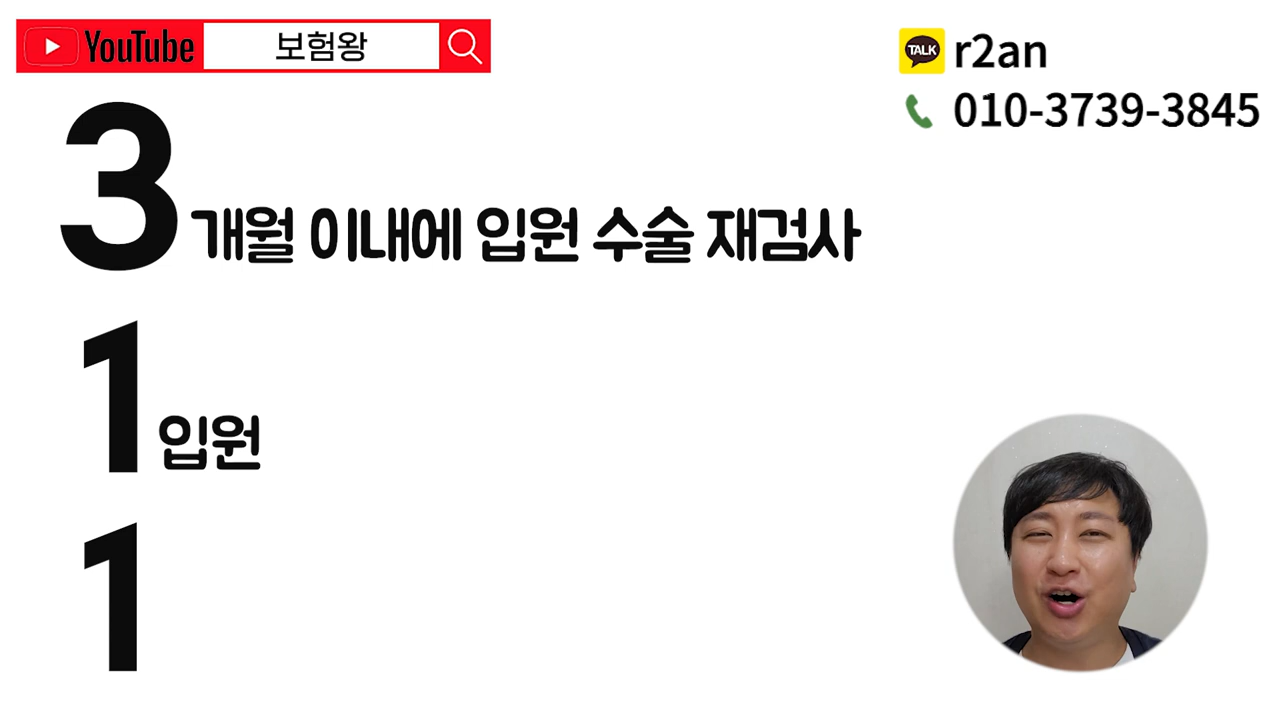 YouTube 보험왕
TALK r2an
010-3739-3845
3개월 이내에 입원 수술 재검사
1입원
1